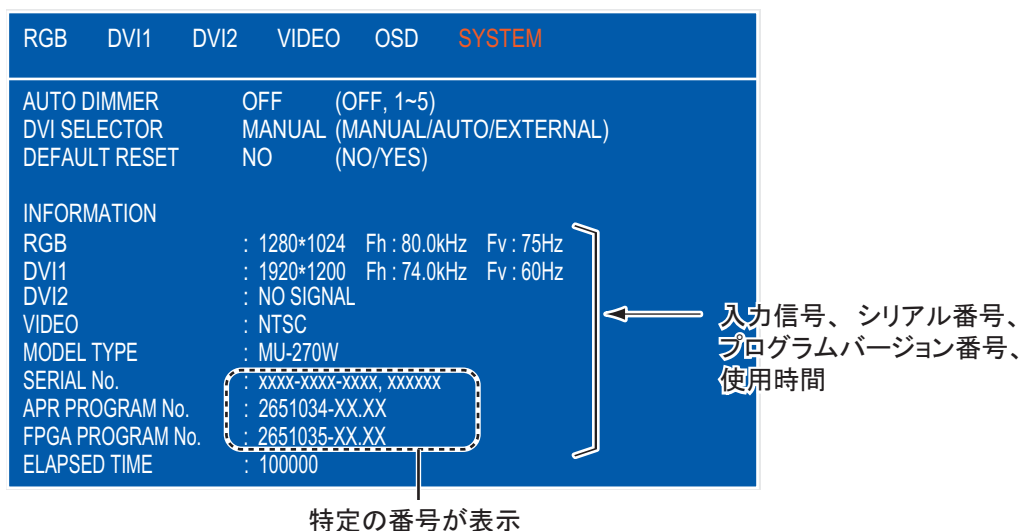 RGB DVI1 DVI2 VIDEO OSD SYSTEM
AUTO DIMMER OFF (OFF, 1~5)
DVI SELECTOR MANUAL (MANUAL/AUTO/EXTERNAL)
DEFAULT RESET NO (NO/YES)
INFORMATION
RGB : 1280*1024 Fh : 80.0kHz Fv : 75Hz
DVI1 : 1920*1200 Fh : 74.0kHz Fv : 60Hz
DVI2 : NO SIGNAL
VIDEO : NTSC
MODEL TYPE : MU-270W
SERIAL No. : xxxx-xxxx-xxxx, xxxxxx
APR PROGRAM No. : 2651034-XX.XX
FPGA PROGRAM No. : 2651035-XX.XX
ELAPSED TIME : 100000
入力信号、シリアル番号、
プログラムバージョン番号、
使用時間
特定の番号が表示